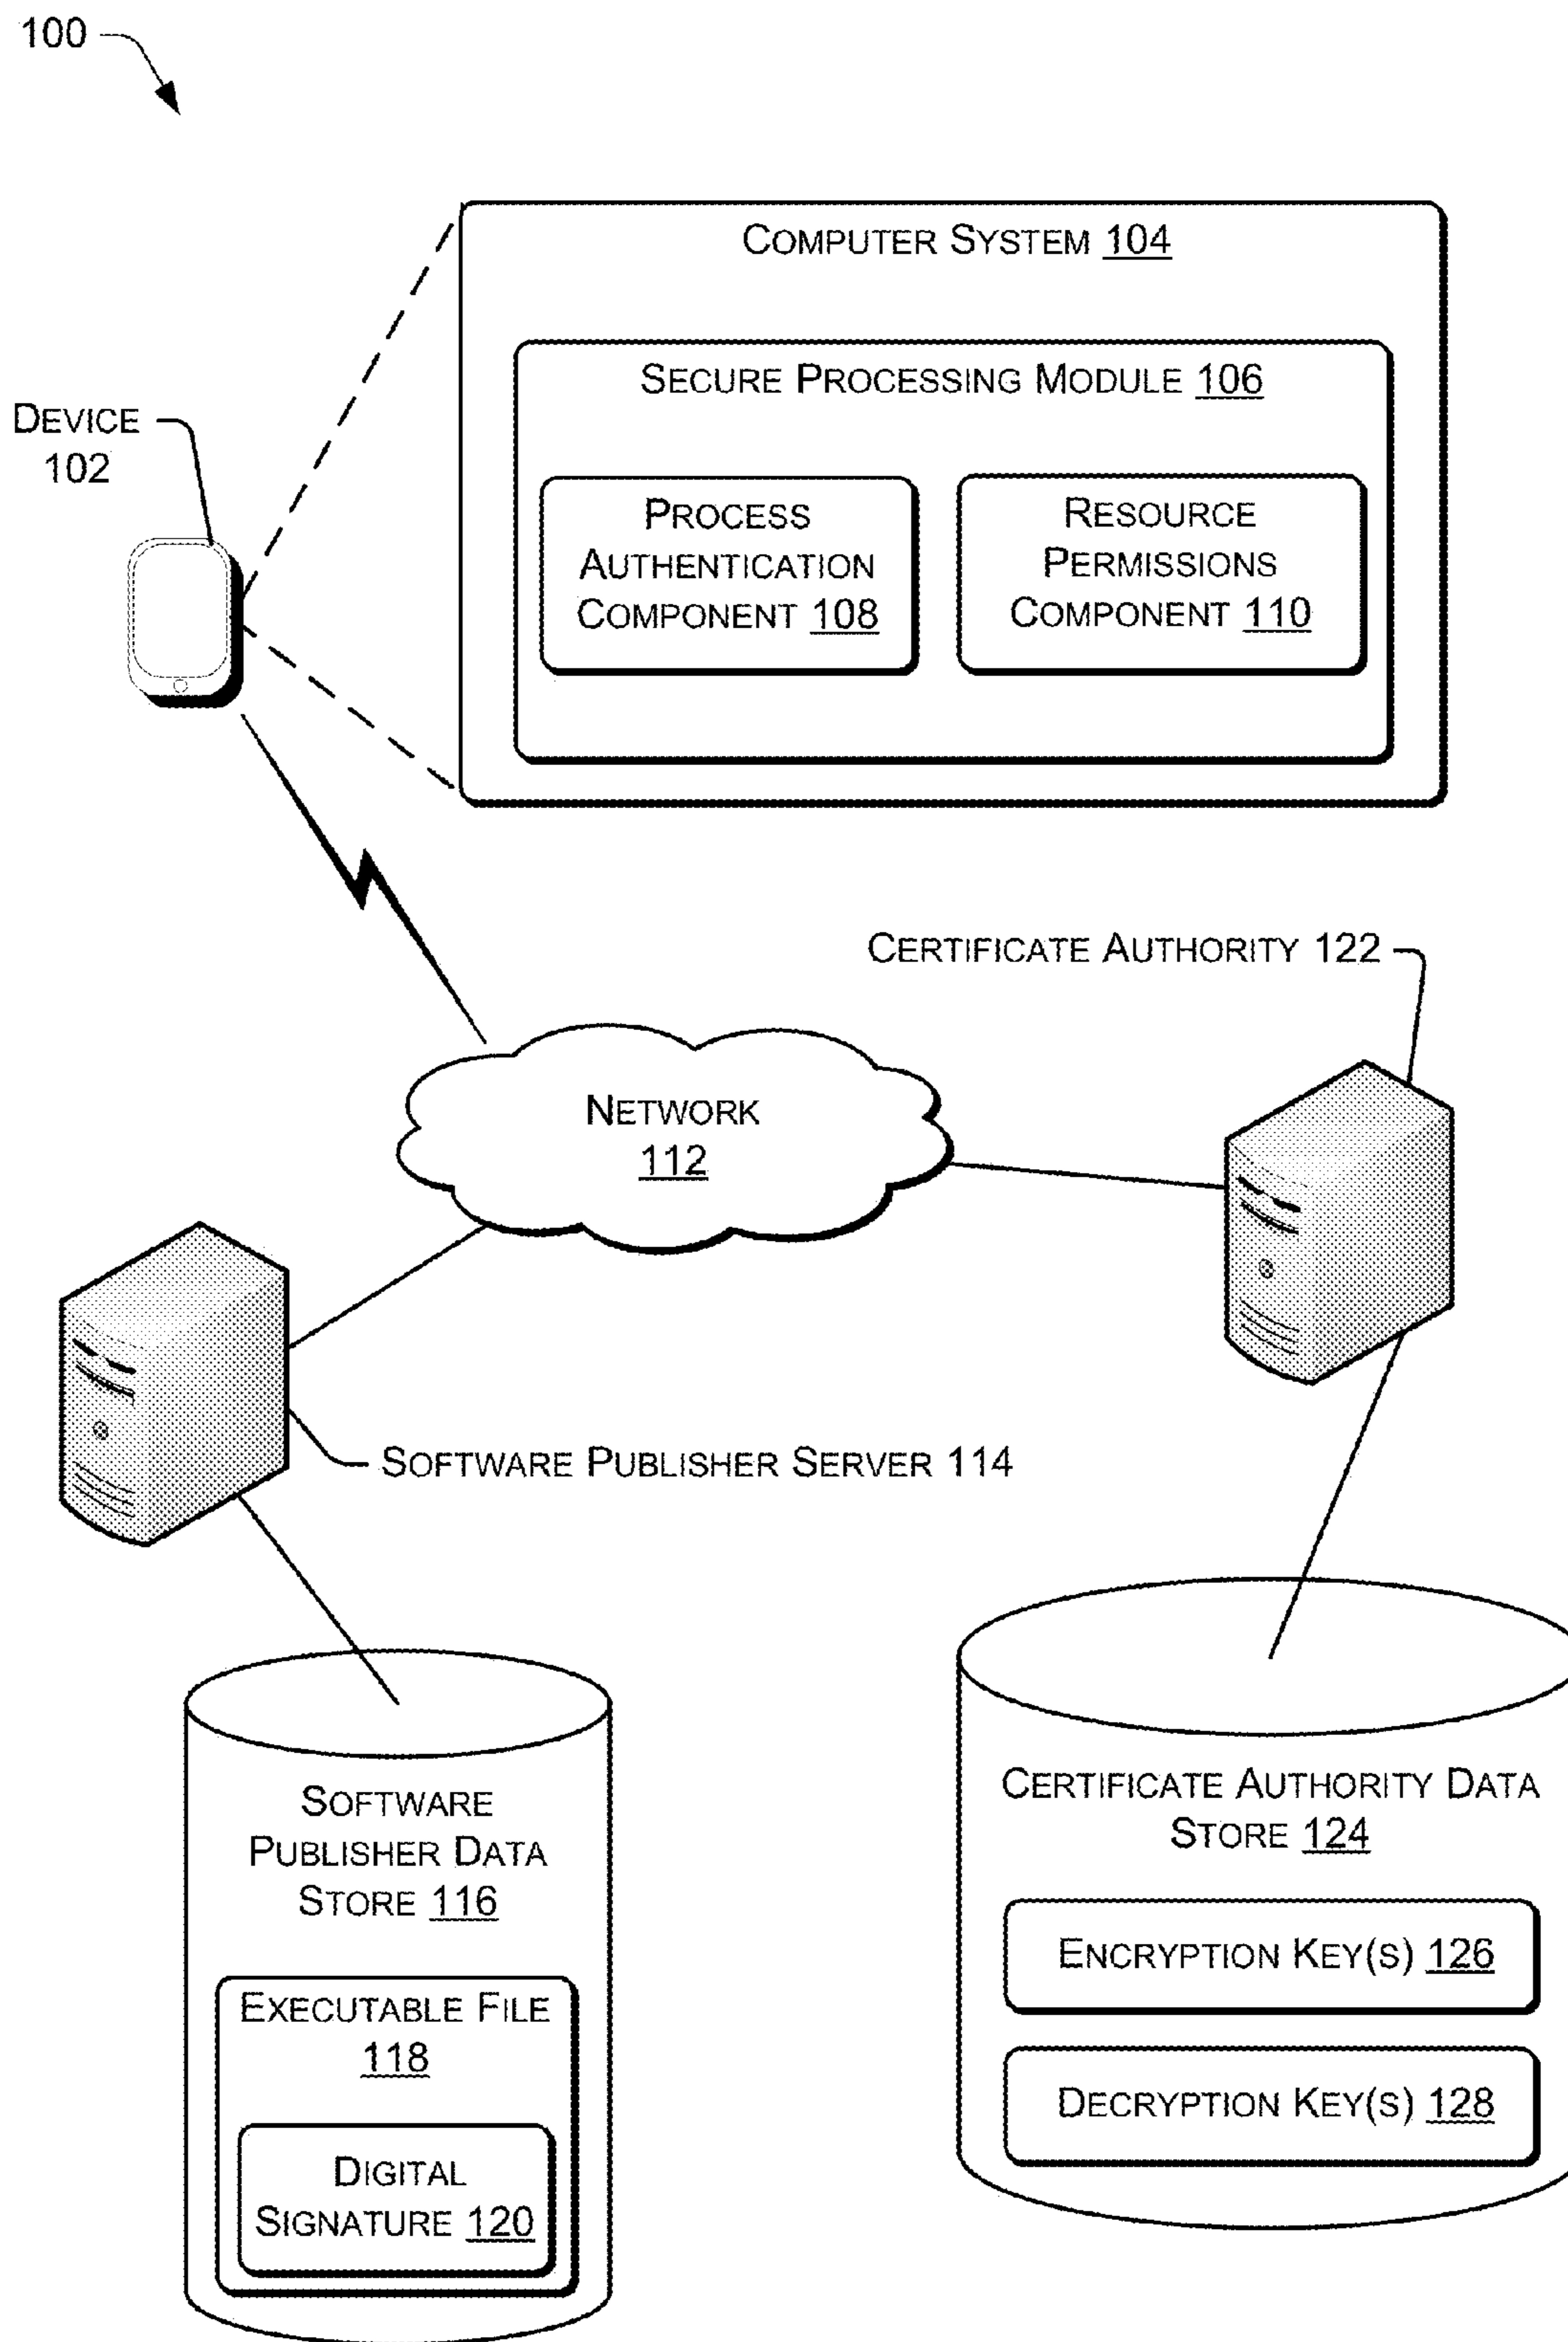 100
COMPUTER SYSTEM 104
SECURE PROCESSING MODULE 106
DEVICE
102
PROCESS
AUTHENTICATION
COMPONENT 108
RESOURCE
PERMISSIONS
COMPONENT 110
CERTIFICATE AUTHORITY 122
NETWORK
112
SOFTWARE PUBLISHER SERVER 114
SOFTWARE
PUBLISHER DATA
STORE 116
EXECUTABLE FILE
118
DIGITAL
SIGNATURE 120
CERTIFICATE AUTHORITY DATA
STORE 124
ENCRYPTION KEY(S) 126
DECRYPTION KEY(S) 128